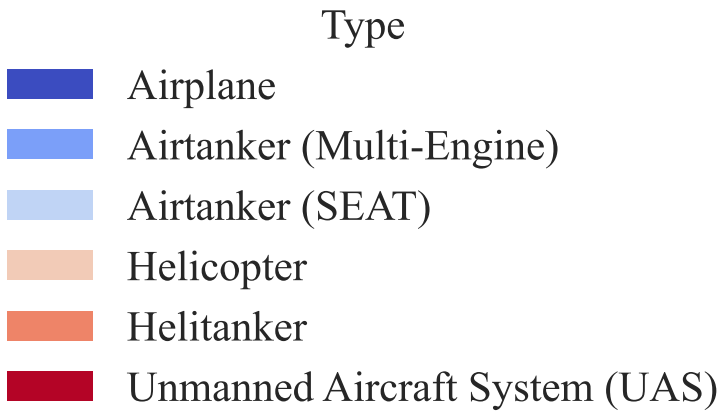 Type
Airplane
Airtanker (Multi-Engine)
Airtanker (SEAT)
Helicopter
Helitanker
Unmanned Aircraft System (UAS)